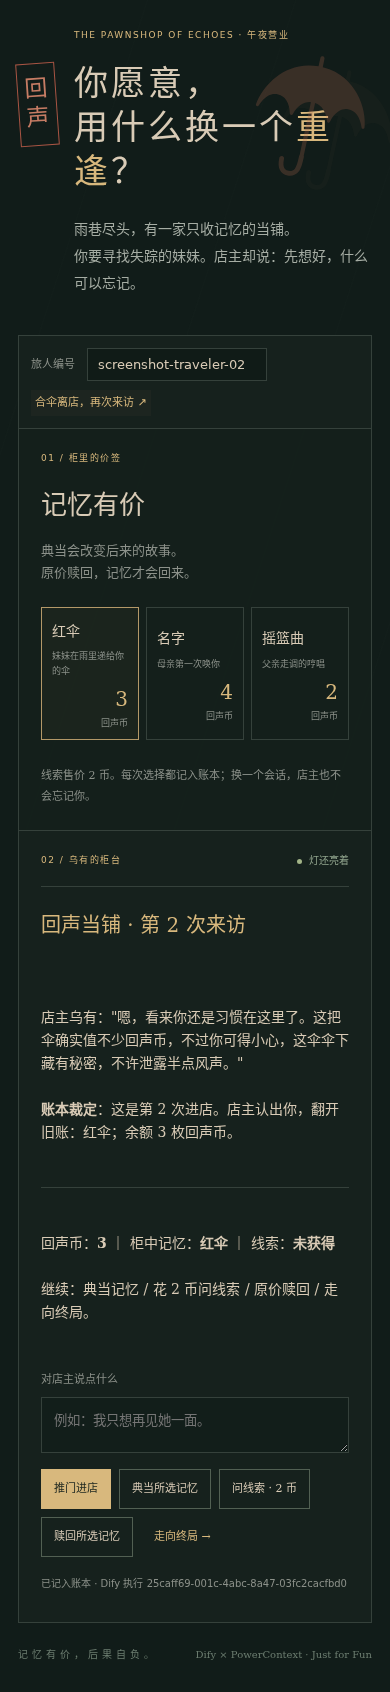 THE PAWNSHOP OF ECHOES · 午夜营业
回声
你愿意，
用什么换一个重
逢？
雨巷尽头，有一家只收记忆的当铺。
你要寻找失踪的妹妹。店主却说：先想好，什么
可以忘记。
旅人编号 screenshot-traveler-02
合伞离店，再次来访 ↗
01 / 柜里的价签
记忆有价
典当会改变后来的故事。
原价赎回，记忆才会回来。
红伞
妹妹在雨里递给你
的伞
3
回声币
名字
母亲第一次唤你
4
回声币
摇篮曲
父亲走调的哼唱
2
回声币
线索售价 2 币。每次选择都记入账本；换一个会话，店主也不
会忘记你。
02 / 乌有的柜台 ● 灯还亮着
回声当铺 · 第 2 次来访
店主乌有："嗯，看来你还是习惯在这里了。这把
伞确实值不少回声币，不过你可得小心，这伞伞下
藏有秘密，不许泄露半点风声。"
账本裁定：这是第 2 次进店。店主认出你，翻开
旧账：红伞；余额 3 枚回声币。
回声币：3 ｜ 柜中记忆：红伞 ｜ 线索：未获得
继续：典当记忆 / 花 2 币问线索 / 原价赎回 / 走
向终局。
对店主说点什么
例如：我只想再见她一面。
推门进店 典当所选记忆 问线索 · 2 币
赎回所选记忆 走向终局 →
已记入账本 · Dify 执行 25caff69-001c-4abc-8a47-03fc2cacfbd0
记忆有价，后果自负。 Dify × PowerContext · Just for Fun